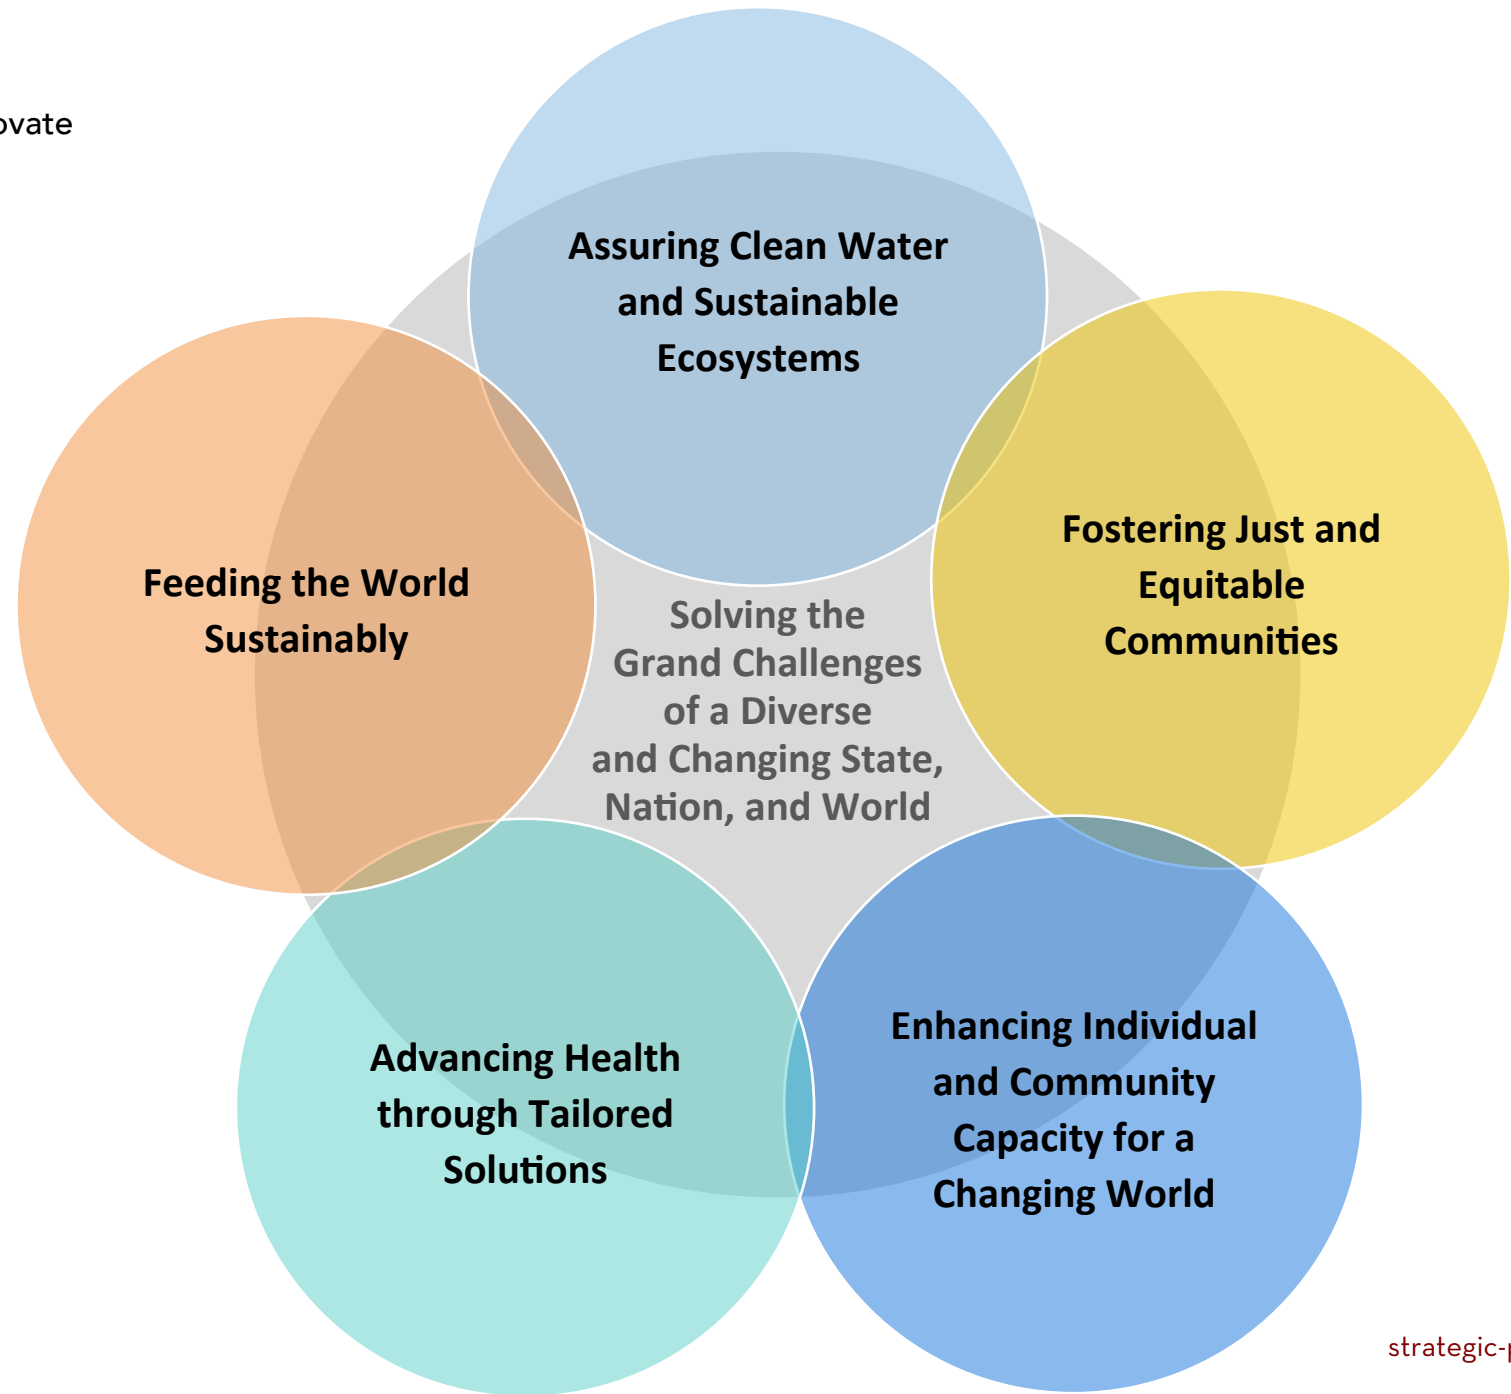 ovate
Assuring Clean Water
and Sustainable
Ecosystems
Fostering Just and
Equitable
Communities
Feeding the World
Sustainably
Solving the
Grand Challenges
of a Diverse
and Changing State,
Nation, and World
Enhancing Individual
and Community
Capacity for a
Changing World
Advancing Health
through Tailored
Solutions
strategic-p